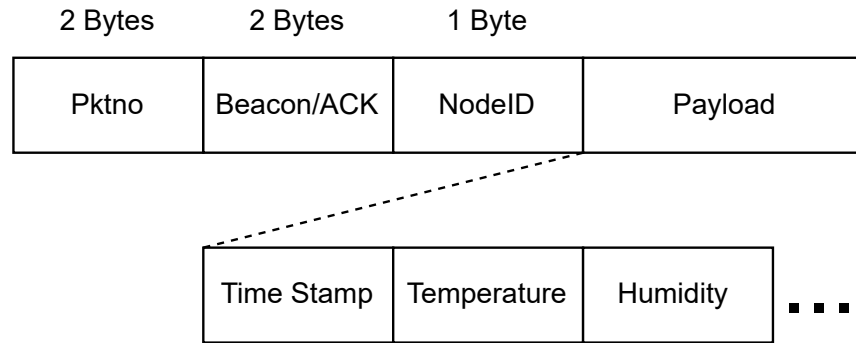 2 Bytes 2 Bytes 1 Byte
Pktno Beacon/ACK NodeID Payload
Time Stamp Temperature Humidity ...